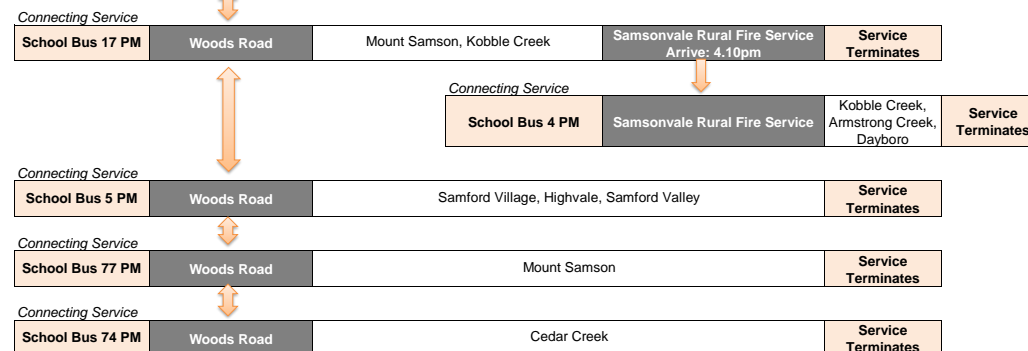 Connecting Service
School Bus 17 PM
Woods Road
Mount Samson, Kobble Creek
Samsonvale Rural Fire Service
Arrive: 4.10pm
Service
Terminates
Connecting Service
School Bus 4 PM
Samsonvale Rural Fire Service
Kobble Creek,
Armstrong Creek,
Dayboro
Service
Terminates
Connecting Service
School Bus 5 PM
Woods Road
Samford Village, Highvale, Samford Valley
Service
Terminates
Connecting Service
School Bus 77 PM
Woods Road
Mount Samson
Service
Terminates
Connecting Service
School Bus 74 PM
Woods Road
Cedar Creek
Service
Terminates